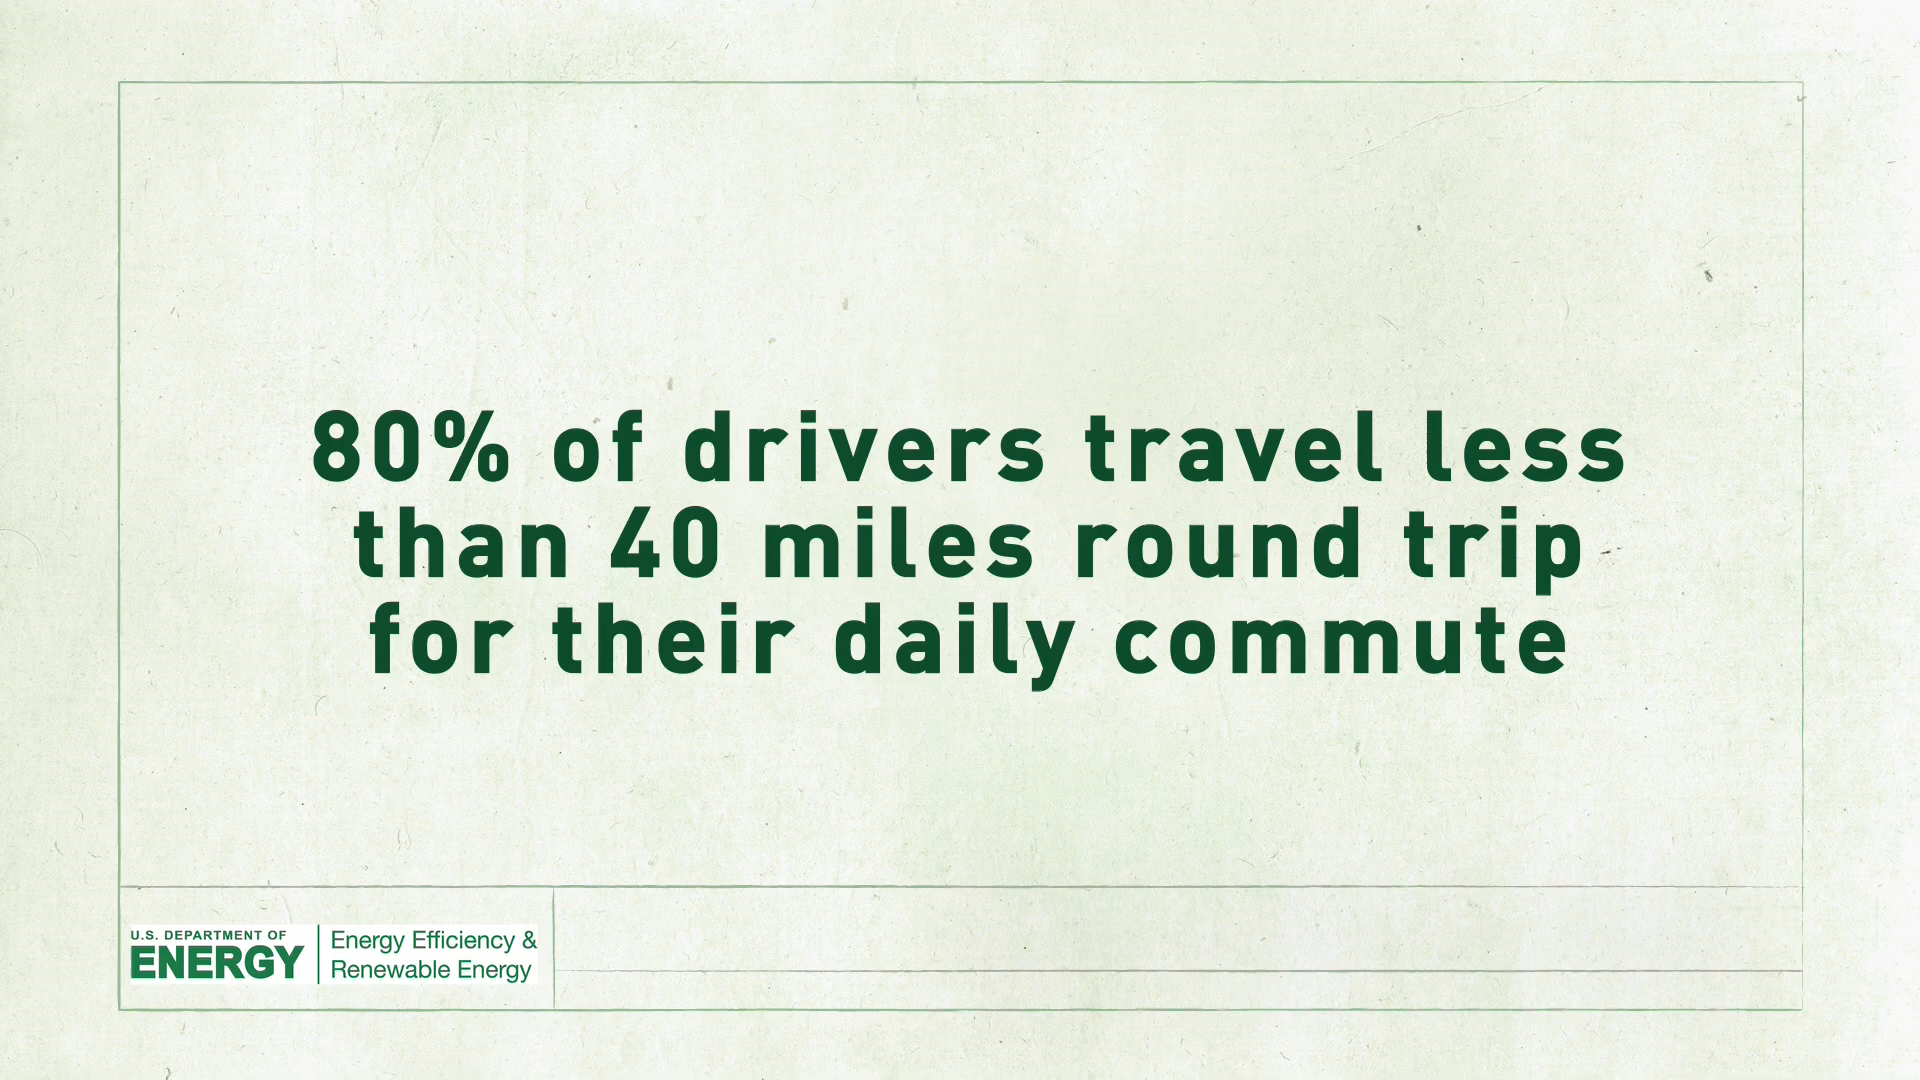 80% of drivers travel less
than 40 miles round trip
for their daily commute
U.S. DEPARTMENT OF
ENERGY
Energy Efficiency &
Renewable Energy